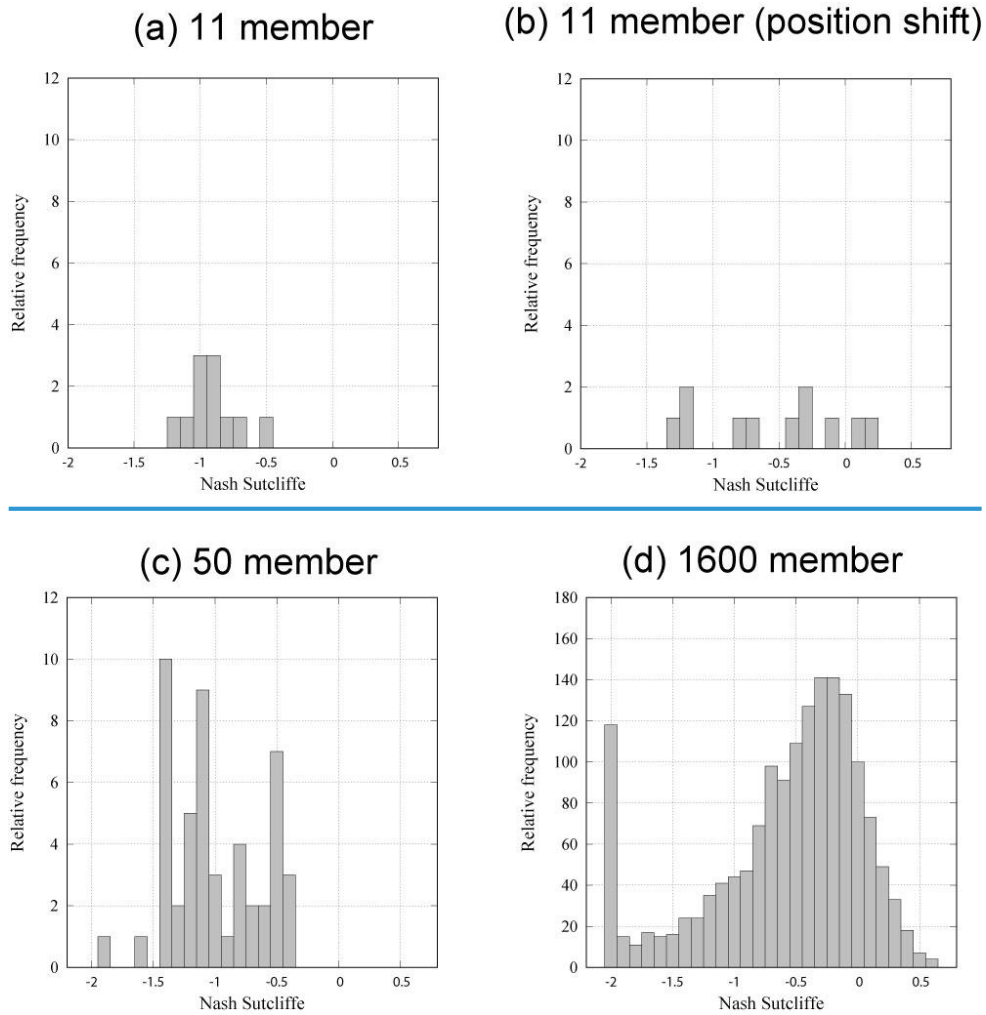 (a) 11 member
12
10
8
6
4
2
0
Relative frequency
-2 -1.5 -1 -0.5 0 0.5
Nash Sutcliffe
(b) 11 member (position shift)
12
10
8
6
4
2
0
Relative frequency
-2 -1.5 -1 -0.5 0 0.5
Nash Sutcliffe
(c) 50 member
12
10
8
6
4
2
0
Relative frequency
-2 -1.5 -1 -0.5 0 0.5
Nash Sutcliffe
(d) 1600 member
180
160
140
120
100
80
60
40
20
0
Relative frequency
-2 -1.5 -1 -0.5 0 0.5
Nash Sutcliffe